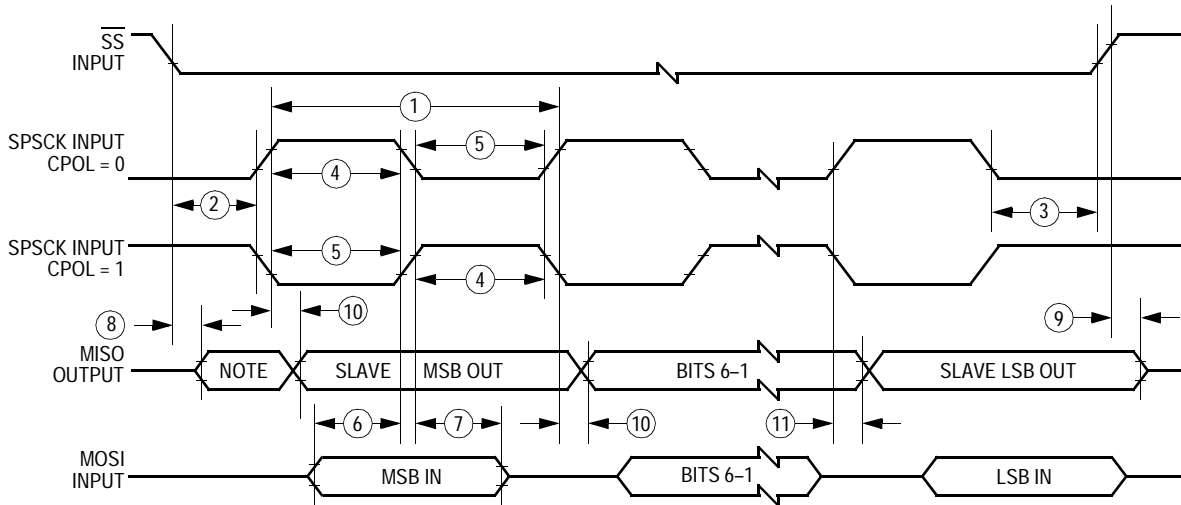 SS
INPUT
1
SPSCK INPUT
CPOL = 0
5
4
2
3
SPSCK INPUT
CPOL = 1
5
4
8
10
9
MISO
OUTPUT
NOTE
SLAVE
MSB OUT
BITS 6–1
SLAVE LSB OUT
6
7
10
11
MOSI
INPUT
MSB IN
BITS 6–1
LSB IN